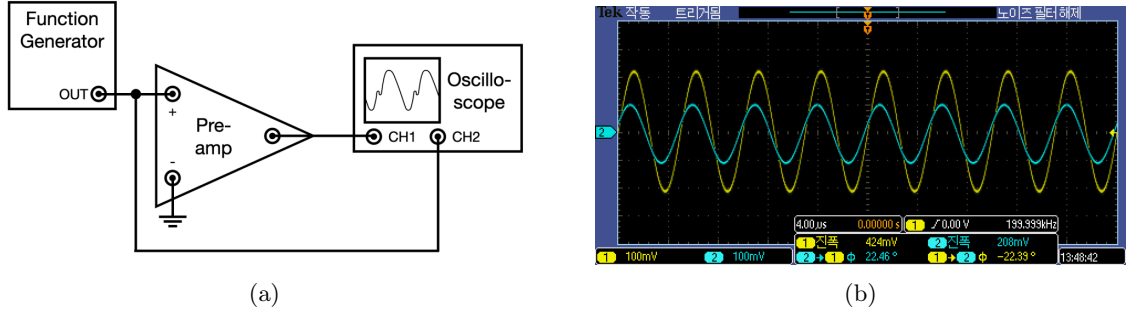 Function
Generator
OUT
+
Pre-
amp
-
Oscillo-
scope
CH1
CH2
(a)
Tek 작동 트리거됨 노이즈 필터해제
2
4.00us 0.00000 s 1 0.00 V 199.999kHz
1 진폭 424mV 2 진폭 208mV
1 100mV 2 100mV 2→1 Φ 22.46 ° 1→2 Φ -22.39 ° 13:48:42
(b)